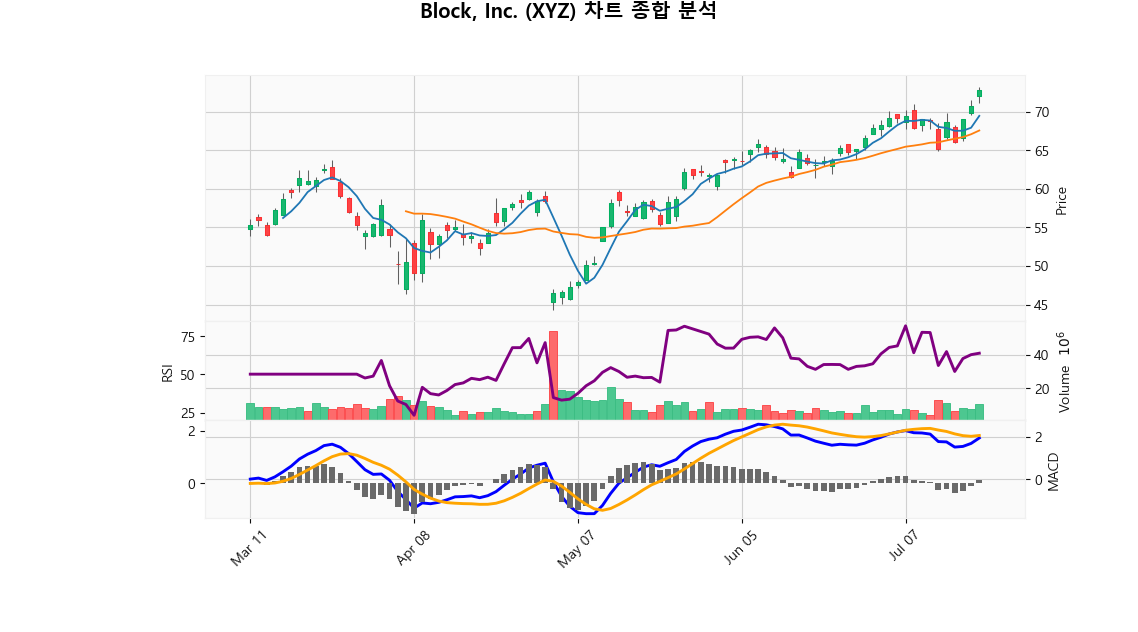 Block, Inc. (XYZ) 차트 종합 분석
70
65
60
55
50
45
Price
75
50
25
RSI
40
20
Volume 10⁶
2
0
2
0
MACD
Mar 11
Apr 08
May 07
Jun 05
Jul 07